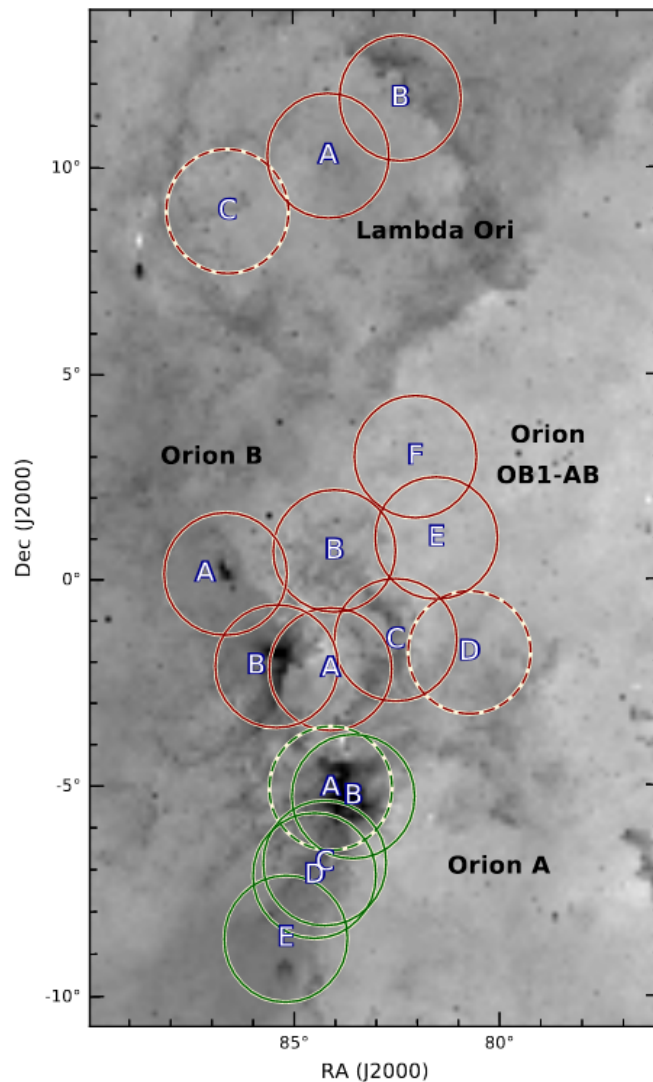 B
A
10°
C
Lambda Ori
5°
F
Orion
OB1-AB
Orion B
E
B
A
0°
C
D
B
A
-5°
A
B
C
D
Orion A
E
-10°
85°
80°
RA (J2000)
Dec (J2000)